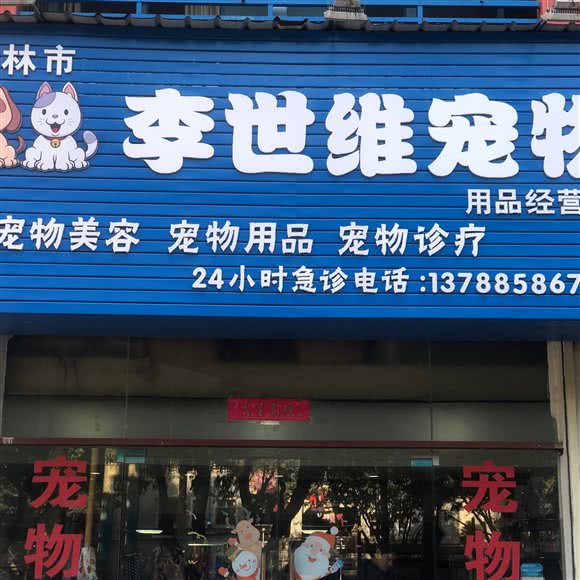 林市
李世维宠物
用品经营
宠物美容 宠物用品 宠物诊疗
24小时急诊电话:137885867
宠物
宠物